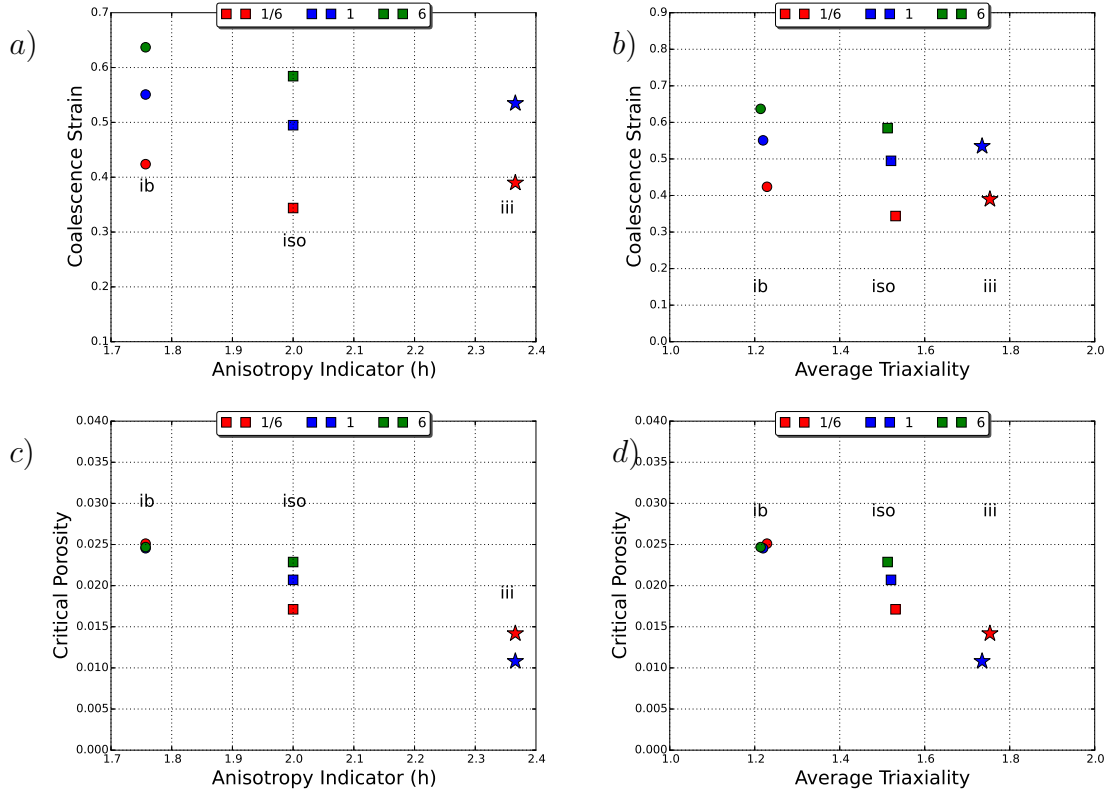 a)
1/6 1 6
0.7
0.6
0.5
0.4
0.3
0.2
0.1
Coalescence Strain
ib
iso
iii
1.7 1.8 1.9 2.0 2.1 2.2 2.3 2.4
Anisotropy Indicator (h)
b)
1/6 1 6
0.9
0.8
0.7
0.6
0.5
0.4
0.3
0.2
0.1
0.0
Coalescence Strain
ib iso iii
1.0 1.2 1.4 1.6 1.8 2.0
Average Triaxiality
c)
1/6 1 6
0.040
0.035
0.030
0.025
0.020
0.015
0.010
0.005
0.000
Critical Porosity
ib iso
iii
1.7 1.8 1.9 2.0 2.1 2.2 2.3 2.4
Anisotropy Indicator (h)
d)
1/6 1 6
0.040
0.035
0.030
0.025
0.020
0.015
0.010
0.005
0.000
Critical Porosity
ib iso iii
1.0 1.2 1.4 1.6 1.8 2.0
Average Triaxiality